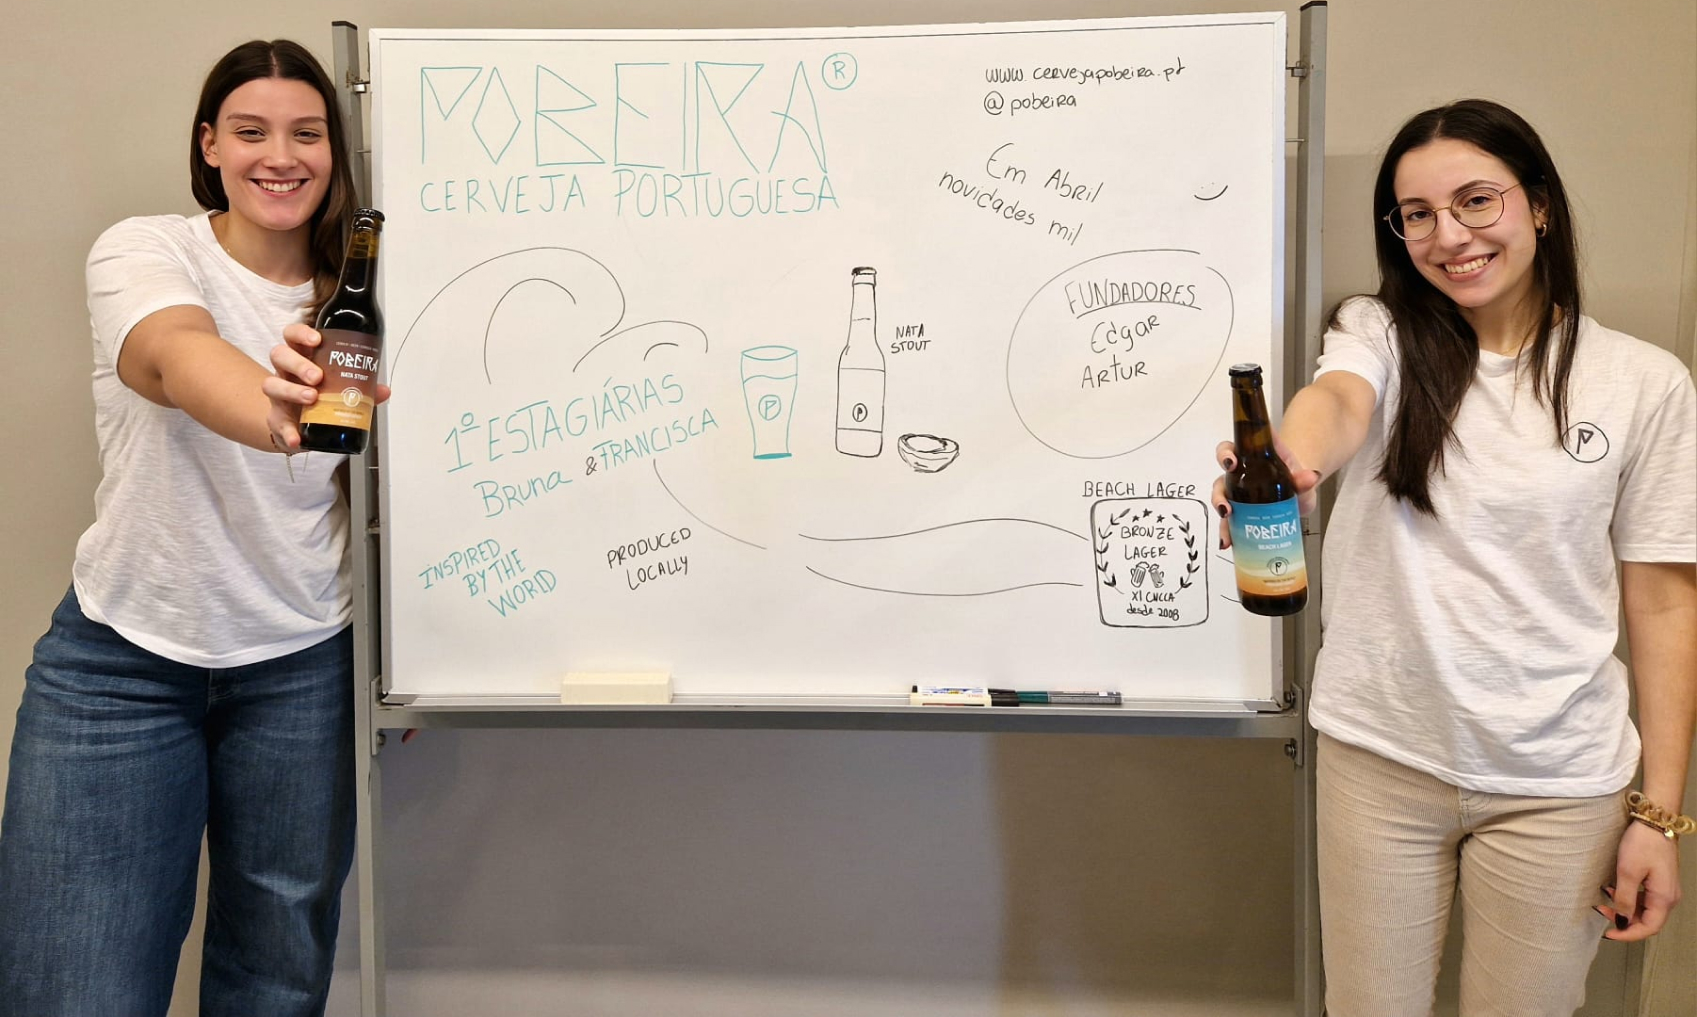 POBEIRA®
CERVEJA PORTUGUESA
www.cervejapobeira.pt
@pobeira
Em Abril
novidades mil
FUNDADORES
Edgar
Artur
NATA
STOUT
P
P
1º ESTAGIÁRIAS
Bruna & FRANCISCA
INSPIRED
BY THE
WORLD
PRODUCED
LOCALLY
BEACH LAGER
BRONZE
LAGER
XI CNCCA
desde 2008
POBEIRA
NATA STOUT
P
POBEIRA
BEACH LAGER
P
P